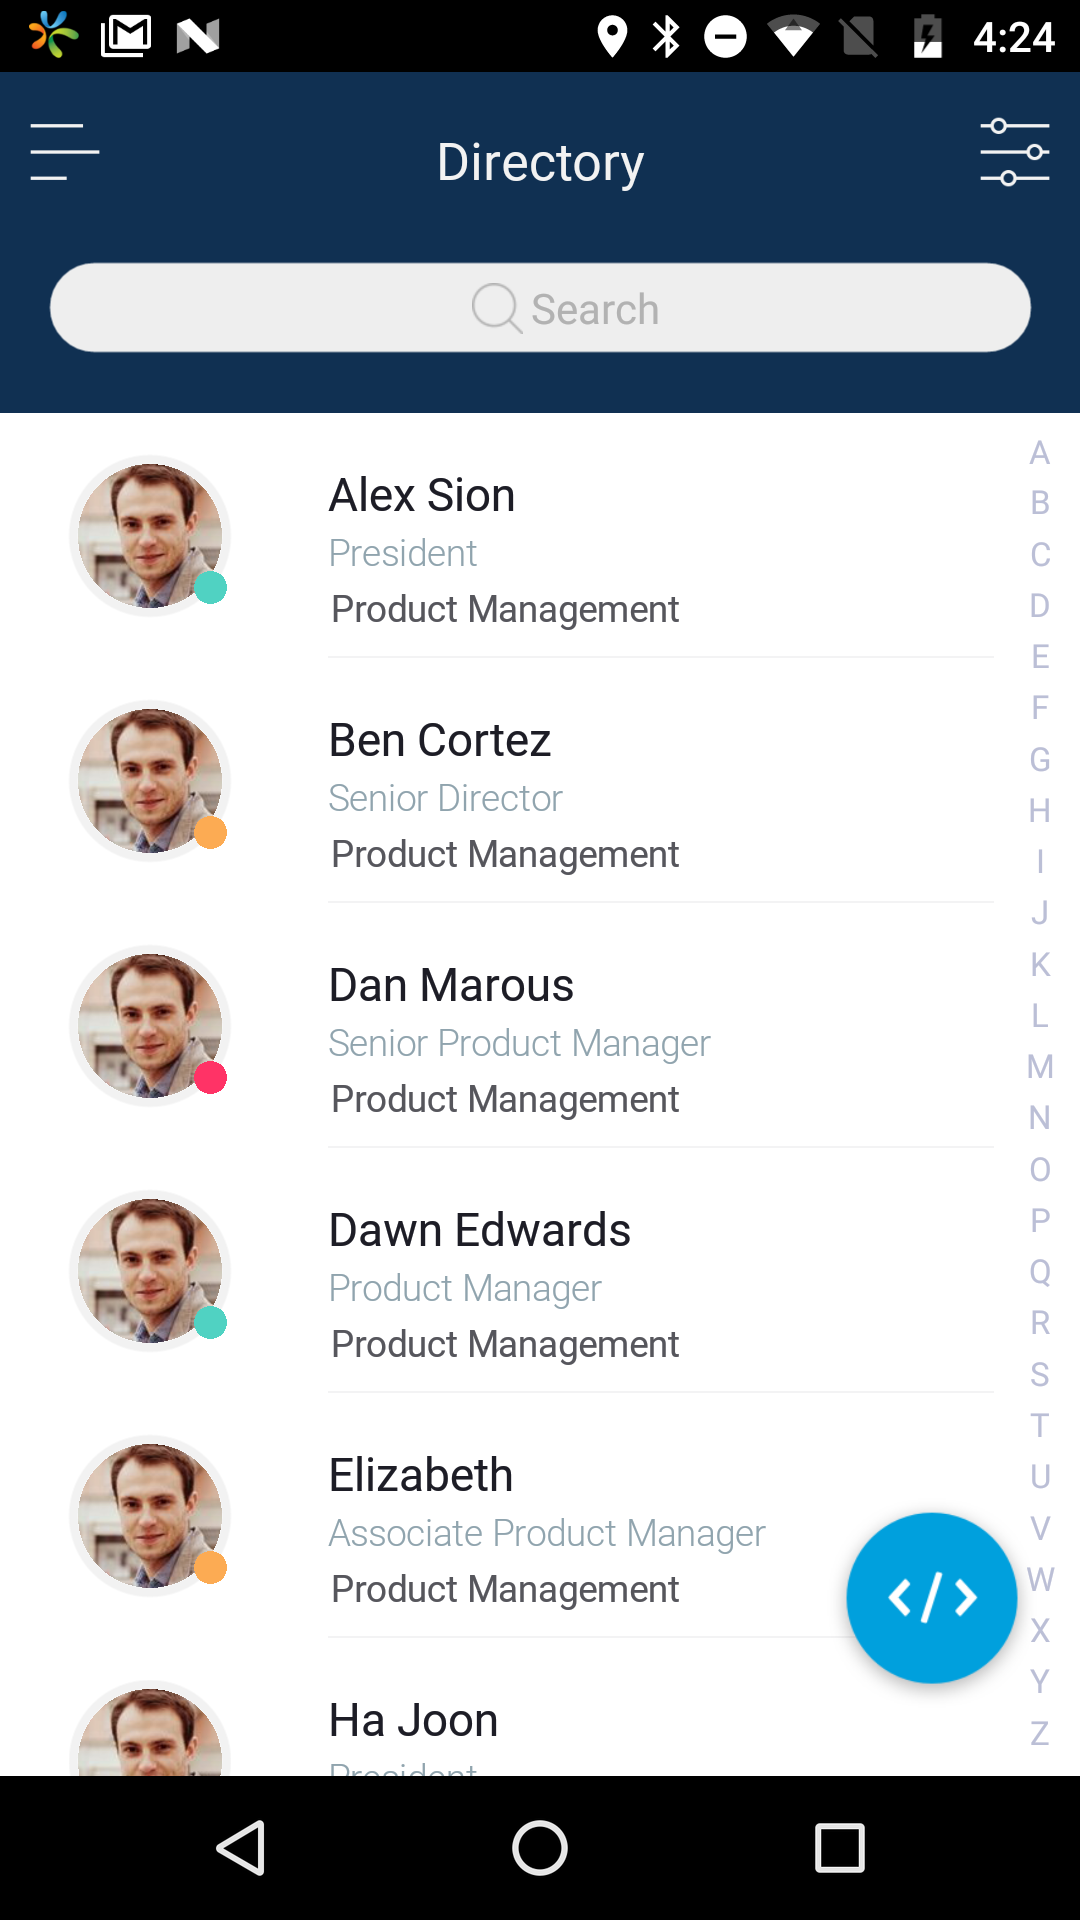 4:24
Directory
Search
Alex Sion
President
Product Management
Ben Cortez
Senior Director
Product Management
Dan Marous
Senior Product Manager
Product Management
Dawn Edwards
Product Manager
Product Management
Elizabeth
Associate Product Manager
Product Management
</>
Ha Joon
President
A
B
C
D
E
F
G
H
I
J
K
L
M
N
O
P
Q
R
S
T
U
V
W
X
Y
Z